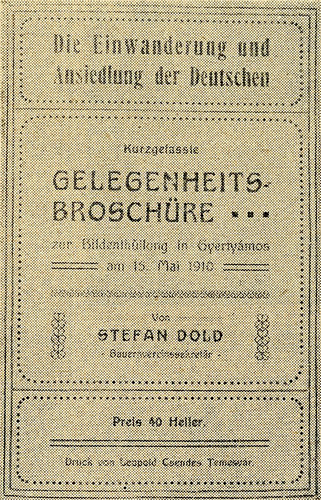 Die Einwanderung und
Ansiedlung der Deutschen
Kurzgefasste
GELEGENHEITS-
BROSCHÜRE ...
zur Bildenthüllung in Gyertyámos
am 15. Mai 1910
Von
STEFAN DOLD
- Bauernvereinssekretär -
Preis 40 Heller.
Druck von Leopold Csendes Temeswar.